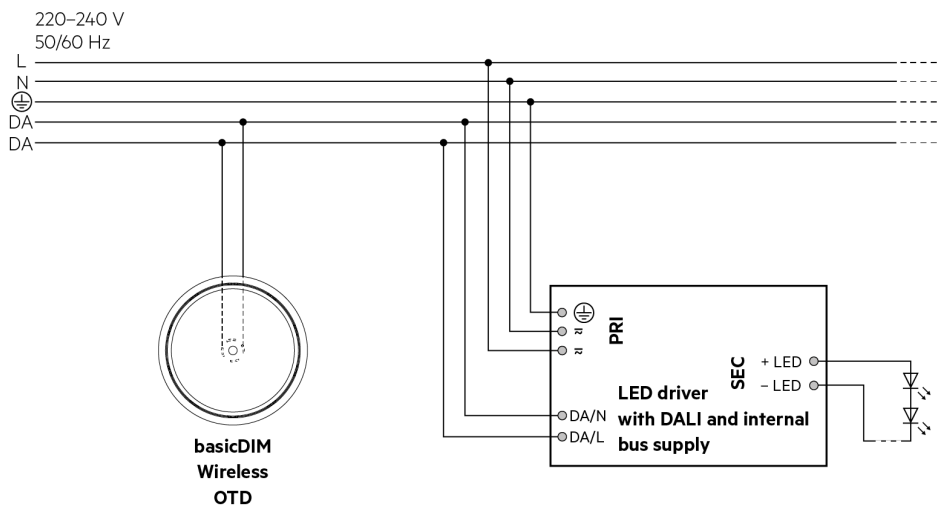 220–240 V
50/60 Hz
L
N
DA
DA
PRI
SEC
+ LED
– LED
LED driver
with DALI and internal
bus supply
DA/N
DA/L
basicDIM
Wireless
OTD